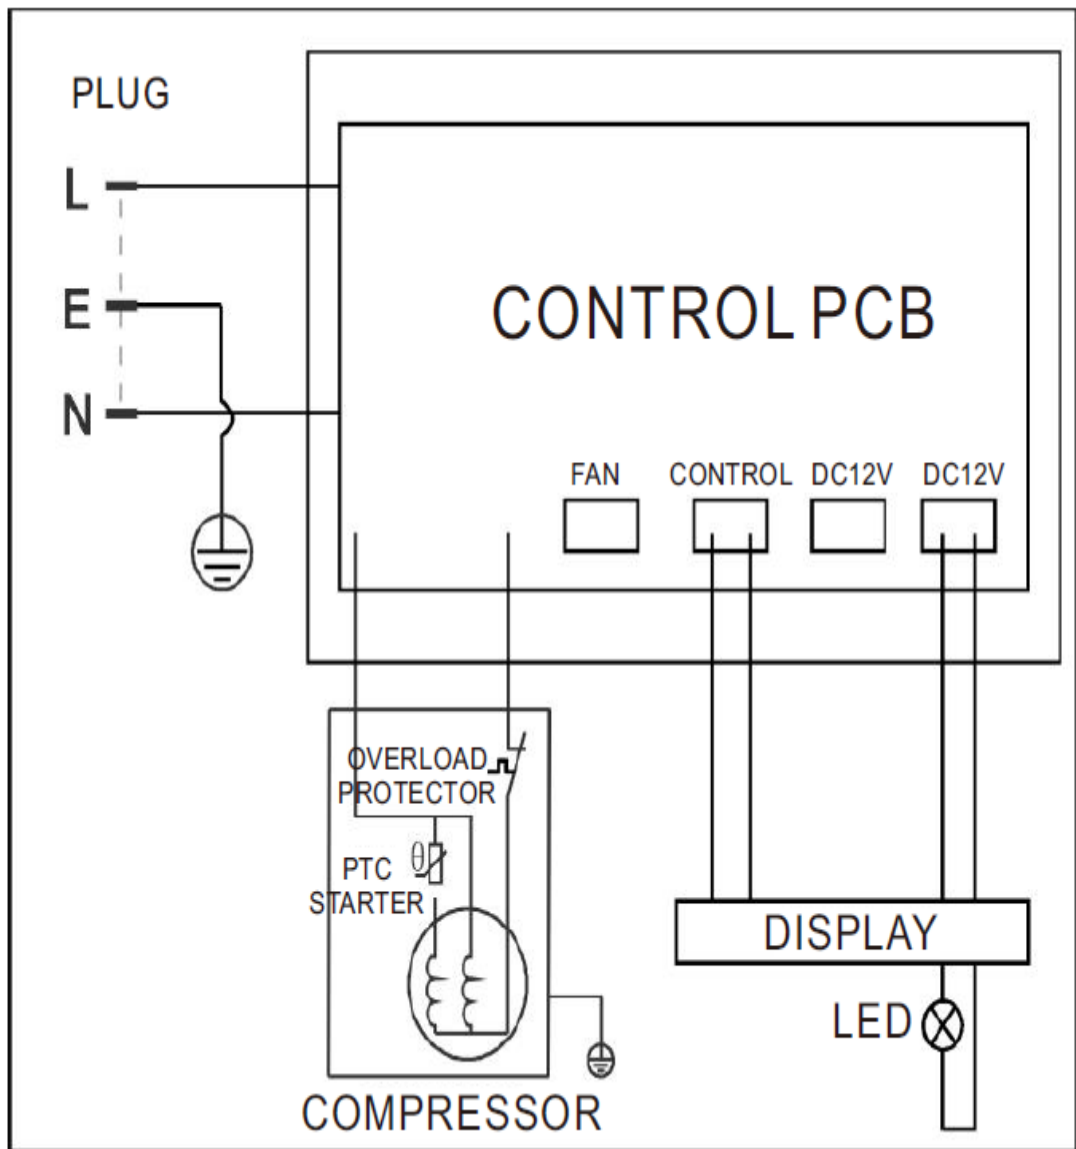 PLUG
L
E
CONTROL PCB
N
FAN CONTROL DC12V DC12V
OVERLOAD
PROTECTOR
θ
PTC
STARTER
DISPLAY
LED
COMPRESSOR